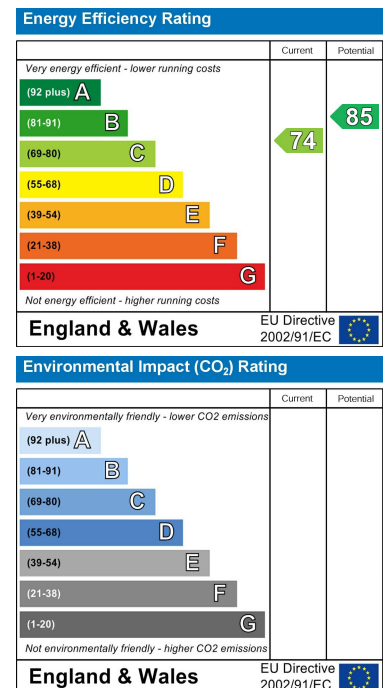 Energy Efficiency Rating
Current Potential
Very energy efficient - lower running costs
(92 plus) A
(81-91) B
(69-80) C
(55-68) D
(39-54) E
(21-38) F
(1-20) G
74
85
Not energy efficient - higher running costs
England & Wales
EU Directive
2002/91/EC
Environmental Impact (CO₂) Rating
Current Potential
Very environmentally friendly - lower CO2 emissions
(92 plus) A
(81-91) B
(69-80) C
(55-68) D
(39-54) E
(21-38) F
(1-20) G
Not environmentally friendly - higher CO2 emissions
England & Wales
EU Directive
2002/91/EC